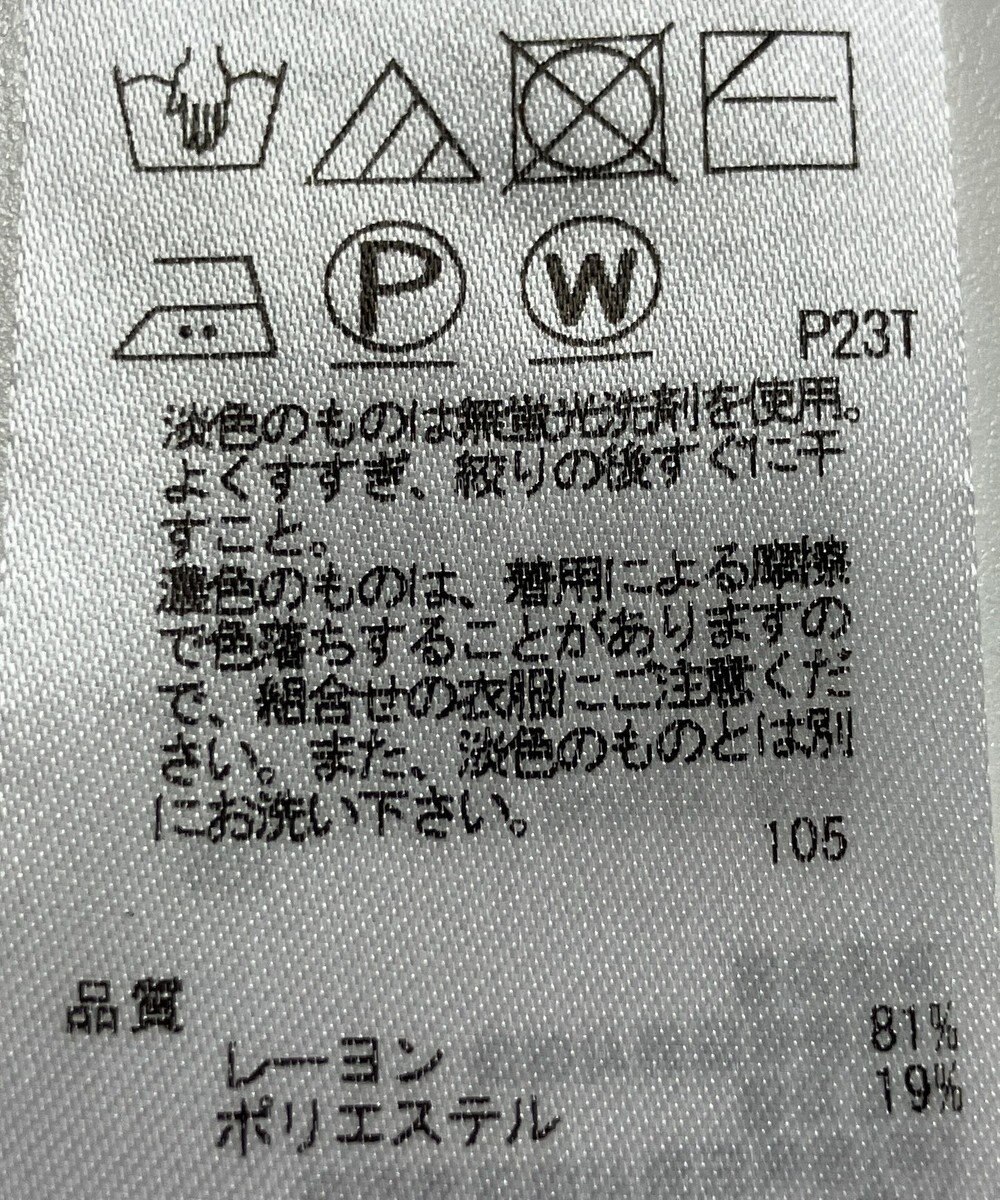 P
W
P23T
淡色のものは無蛍光洗剤を使用。
よくすすぎ、絞りの後すぐに干
すこと。
濃色のものは、着用による摩擦
で色落ちすることがありますの
で、組合せの衣服にご注意くだ
さい。また、淡色のものとは別
にお洗い下さい。
105
品質
レーヨン 81%
ポリエステル 19%